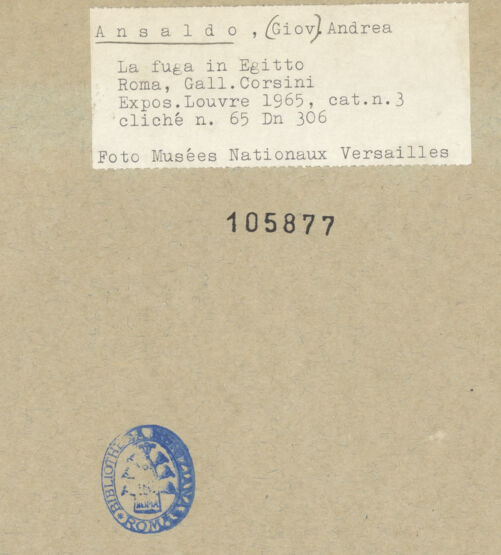 Ansaldo, (Giov). Andrea
La fuga in Egitto
Roma, Gall.Corsini
Expos.Louvre 1965, cat.n.3
cliché n. 65 Dn 306
Foto Musées Nationaux Versailles
105877
ROMA